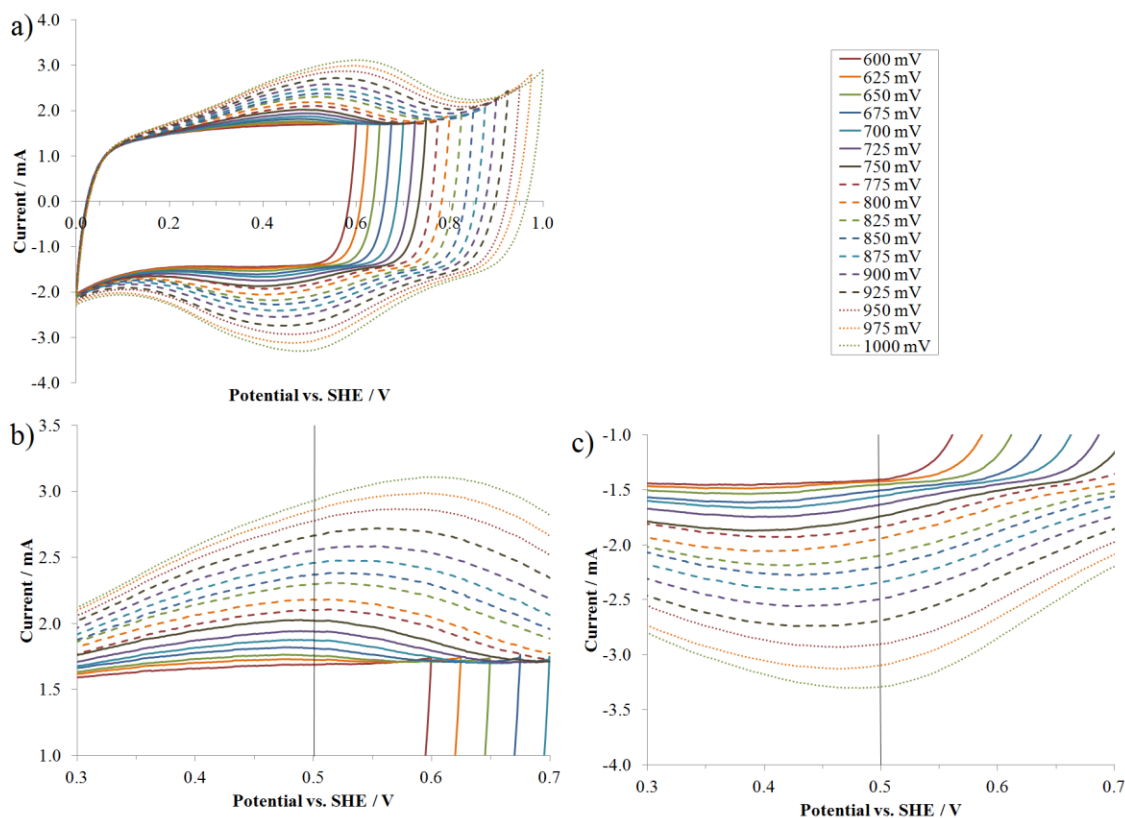 a)
4.0
3.0
2.0
1.0
0.0
-1.0
-2.0
-3.0
-4.0
Current / mA
0.0 0.2 0.4 0.6 0.8 1.0
Potential vs. SHE / V
600 mV
625 mV
650 mV
675 mV
700 mV
725 mV
750 mV
775 mV
800 mV
825 mV
850 mV
875 mV
900 mV
925 mV
950 mV
975 mV
1000 mV
b)
3.5
3.0
2.5
2.0
1.5
1.0
Current / mA
0.3 0.4 0.5 0.6 0.7
Potential vs. SHE / V
c)
-1.0
-1.5
-2.0
-2.5
-3.0
-3.5
-4.0
Current / mA
0.3 0.4 0.5 0.6 0.7
Potential vs. SHE / V